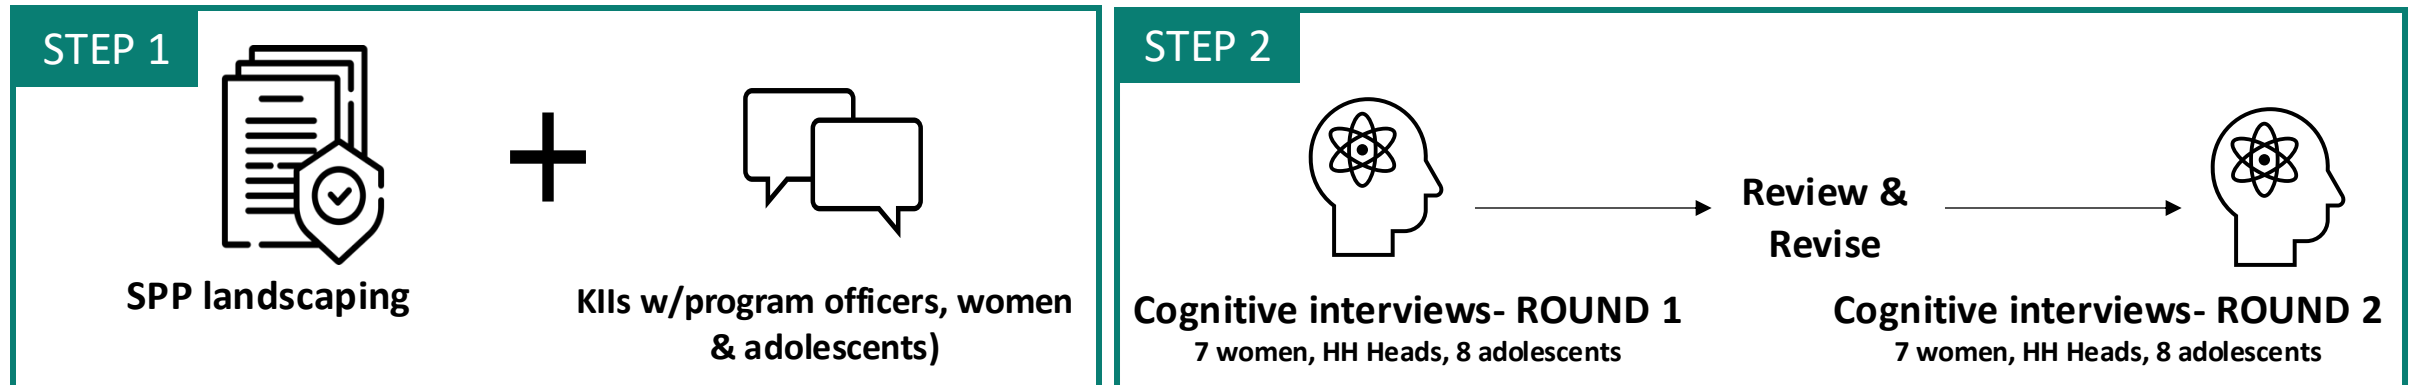 STEP 1
SPP landscaping
KIIs w/program officers, women
& adolescents)
STEP 2
Review &
Revise
Cognitive interviews- ROUND 1
7 women, HH Heads, 8 adolescents
Cognitive interviews- ROUND 2
7 women, HH Heads, 8 adolescents